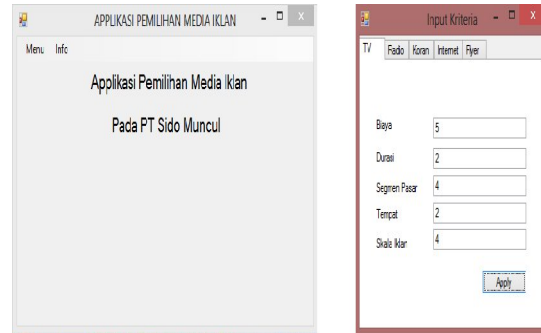 APPLIKASI PEMILIHAN MEDIA IKLAN
Menu Info
Applikasi Pemilihan Media Iklan
Pada PT Sido Muncul
Input Kriteria
TV Radio Koran Internet Flyer
Biaya 5
Durasi 2
Segmen Pasar 4
Tempat 2
Skala Iklan 4
Apply